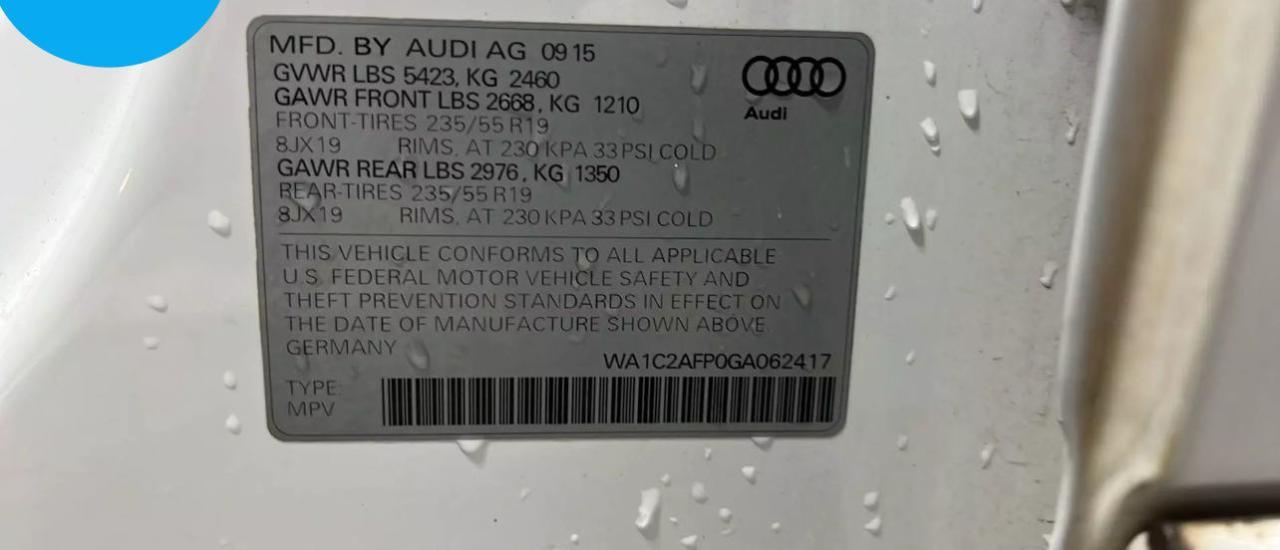 MFD. BY AUDI AG 09 15
GVWR LBS 5423, KG 2460
GAWR FRONT LBS 2668, KG 1210
FRONT-TIRES 235/55 R19
8JX19 RIMS, AT 230 KPA 33 PSI COLD
GAWR REAR LBS 2976, KG 1350
REAR-TIRES 235/55 R19
8JX19 RIMS, AT 230 KPA 33 PSI COLD
Audi
THIS VEHICLE CONFORMS TO ALL APPLICABLE
U.S. FEDERAL MOTOR VEHICLE SAFETY AND
THEFT PREVENTION STANDARDS IN EFFECT ON
THE DATE OF MANUFACTURE SHOWN ABOVE
GERMANY
WA1C2AFP0GA062417
TYPE:
MPV